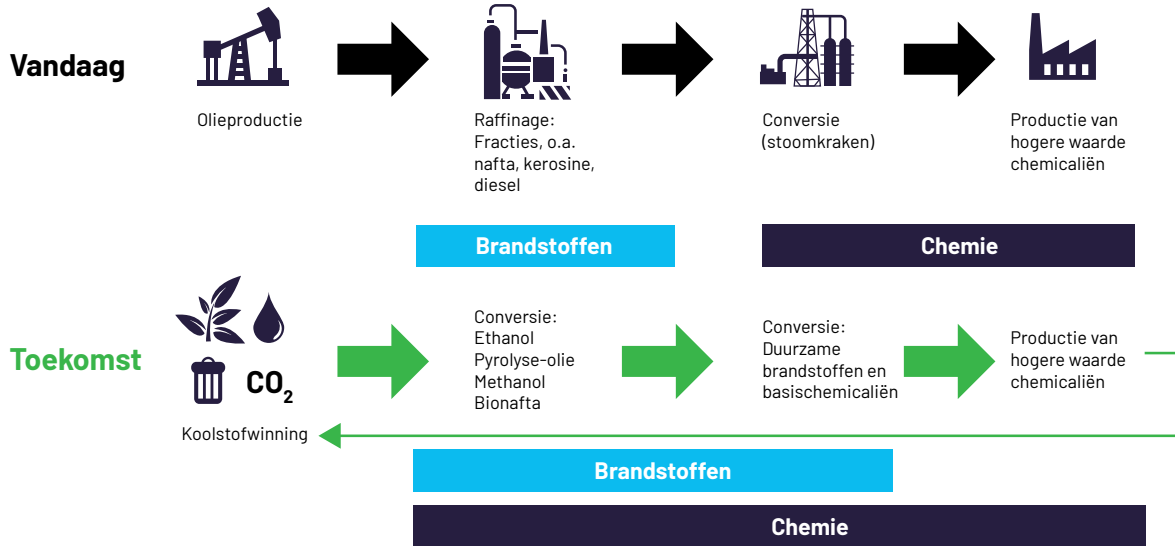 Vandaag
Olieproductie
Raffinage:
Fracties, o.a.
nafta, kerosine,
diesel
Conversie
(stoomkraken)
Productie van
hogere waarde
chemicaliën
Brandstoffen
Chemie
Toekomst
CO₂
Koolstofwinning
Conversie:
Ethanol
Pyrolyse-olie
Methanol
Bionafta
Conversie:
Duurzame
brandstoffen en
basischemicaliën
Productie van
hogere waarde
chemicaliën
Brandstoffen
Chemie